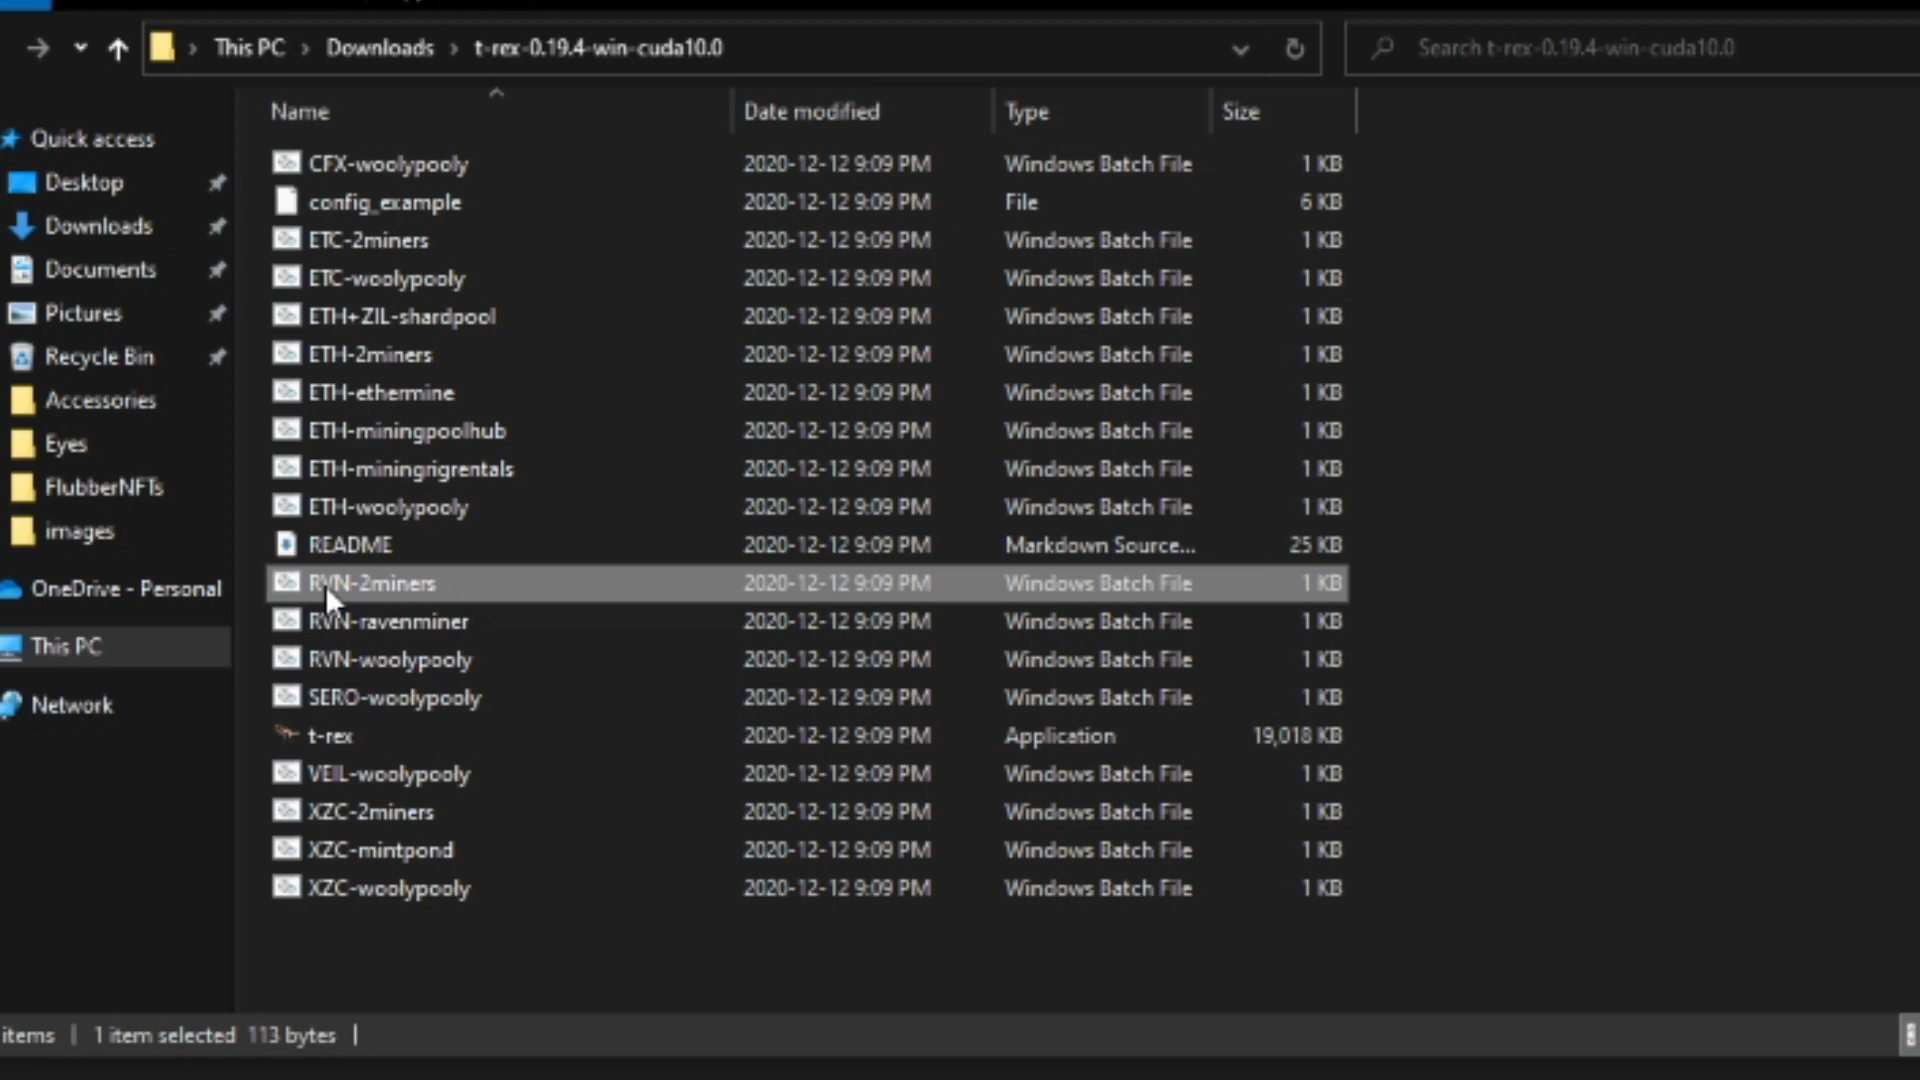 This PC > Downloads > t-rex-0.19.4-win-cuda10.0
Search t-rex-0.19.4-win-cuda10.0
Name Date modified Type Size
Quick access
Desktop
Downloads
Documents
Pictures
Recycle Bin
Accessories
Eyes
FlubberNFTs
images
OneDrive - Personal
This PC
Network
CFX-woolypooly 2020-12-12 9:09 PM Windows Batch File 1 KB
config_example 2020-12-12 9:09 PM File 6 KB
ETC-2miners 2020-12-12 9:09 PM Windows Batch File 1 KB
ETC-woolypooly 2020-12-12 9:09 PM Windows Batch File 1 KB
ETH+ZIL-shardpool 2020-12-12 9:09 PM Windows Batch File 1 KB
ETH-2miners 2020-12-12 9:09 PM Windows Batch File 1 KB
ETH-ethermine 2020-12-12 9:09 PM Windows Batch File 1 KB
ETH-miningpoolhub 2020-12-12 9:09 PM Windows Batch File 1 KB
ETH-miningrigrentals 2020-12-12 9:09 PM Windows Batch File 1 KB
ETH-woolypooly 2020-12-12 9:09 PM Windows Batch File 1 KB
README 2020-12-12 9:09 PM Markdown Source... 25 KB
RVN-2miners 2020-12-12 9:09 PM Windows Batch File 1 KB
RVN-ravenminer 2020-12-12 9:09 PM Windows Batch File 1 KB
RVN-woolypooly 2020-12-12 9:09 PM Windows Batch File 1 KB
SERO-woolypooly 2020-12-12 9:09 PM Windows Batch File 1 KB
t-rex 2020-12-12 9:09 PM Application 19,018 KB
VEIL-woolypooly 2020-12-12 9:09 PM Windows Batch File 1 KB
XZC-2miners 2020-12-12 9:09 PM Windows Batch File 1 KB
XZC-mintpond 2020-12-12 9:09 PM Windows Batch File 1 KB
XZC-woolypooly 2020-12-12 9:09 PM Windows Batch File 1 KB
items | 1 item selected 113 bytes |